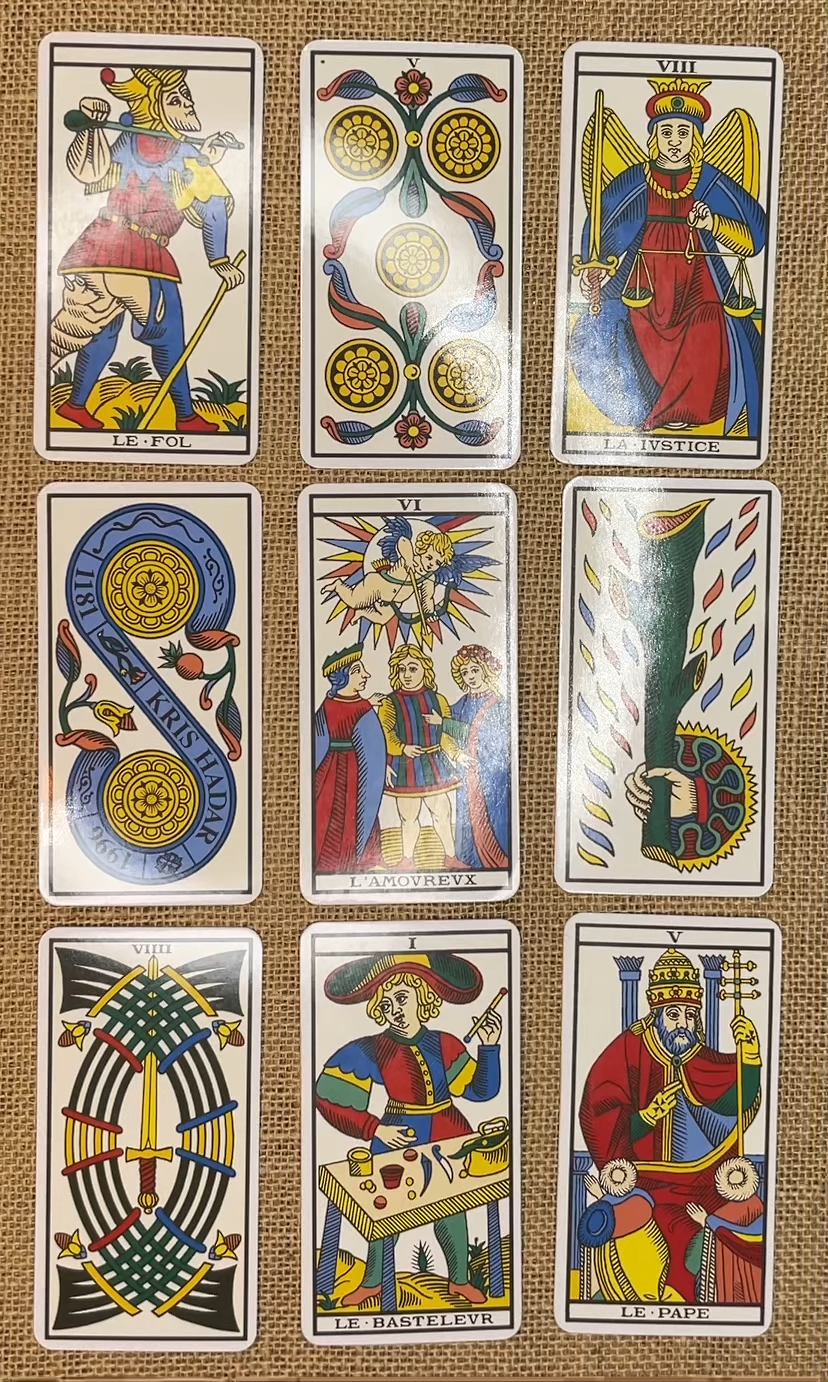 LE·FOL
V
VIII
LA·IVSTICE
1181
KRIS HADAR
1996
VI
L'AMOVREVX
VIIII
I
LE·BASTELEVR
V
LE·PAPE